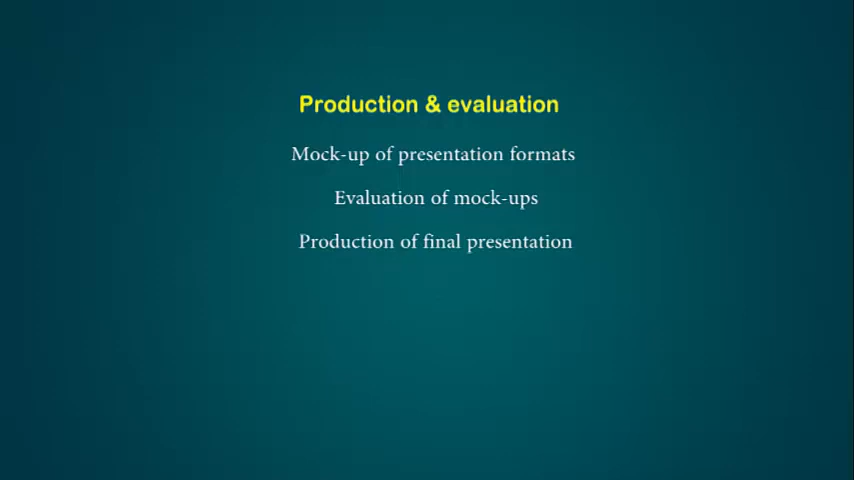 Production & evaluation
Mock-up of presentation formats
Evaluation of mock-ups
Production of final presentation